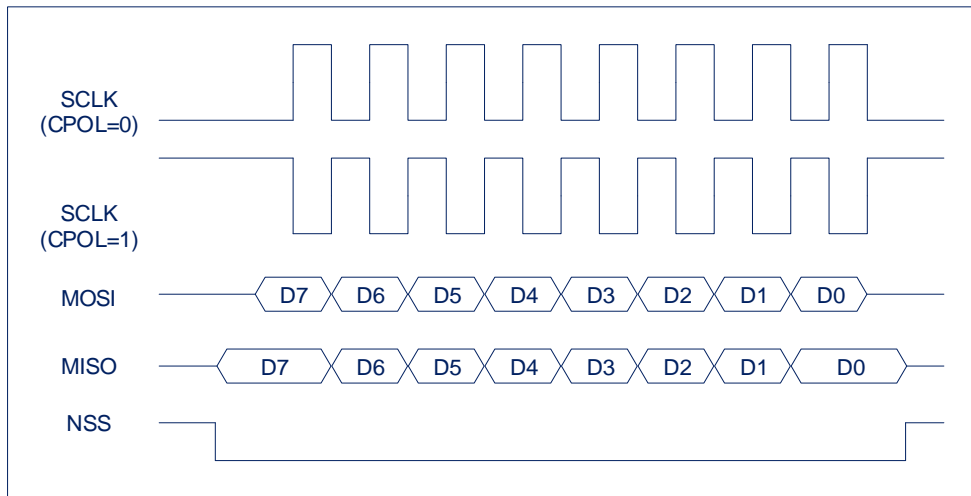 SCLK
(CPOL=0)
SCLK
(CPOL=1)
MOSI D7 D6 D5 D4 D3 D2 D1 D0
MISO D7 D6 D5 D4 D3 D2 D1 D0
NSS